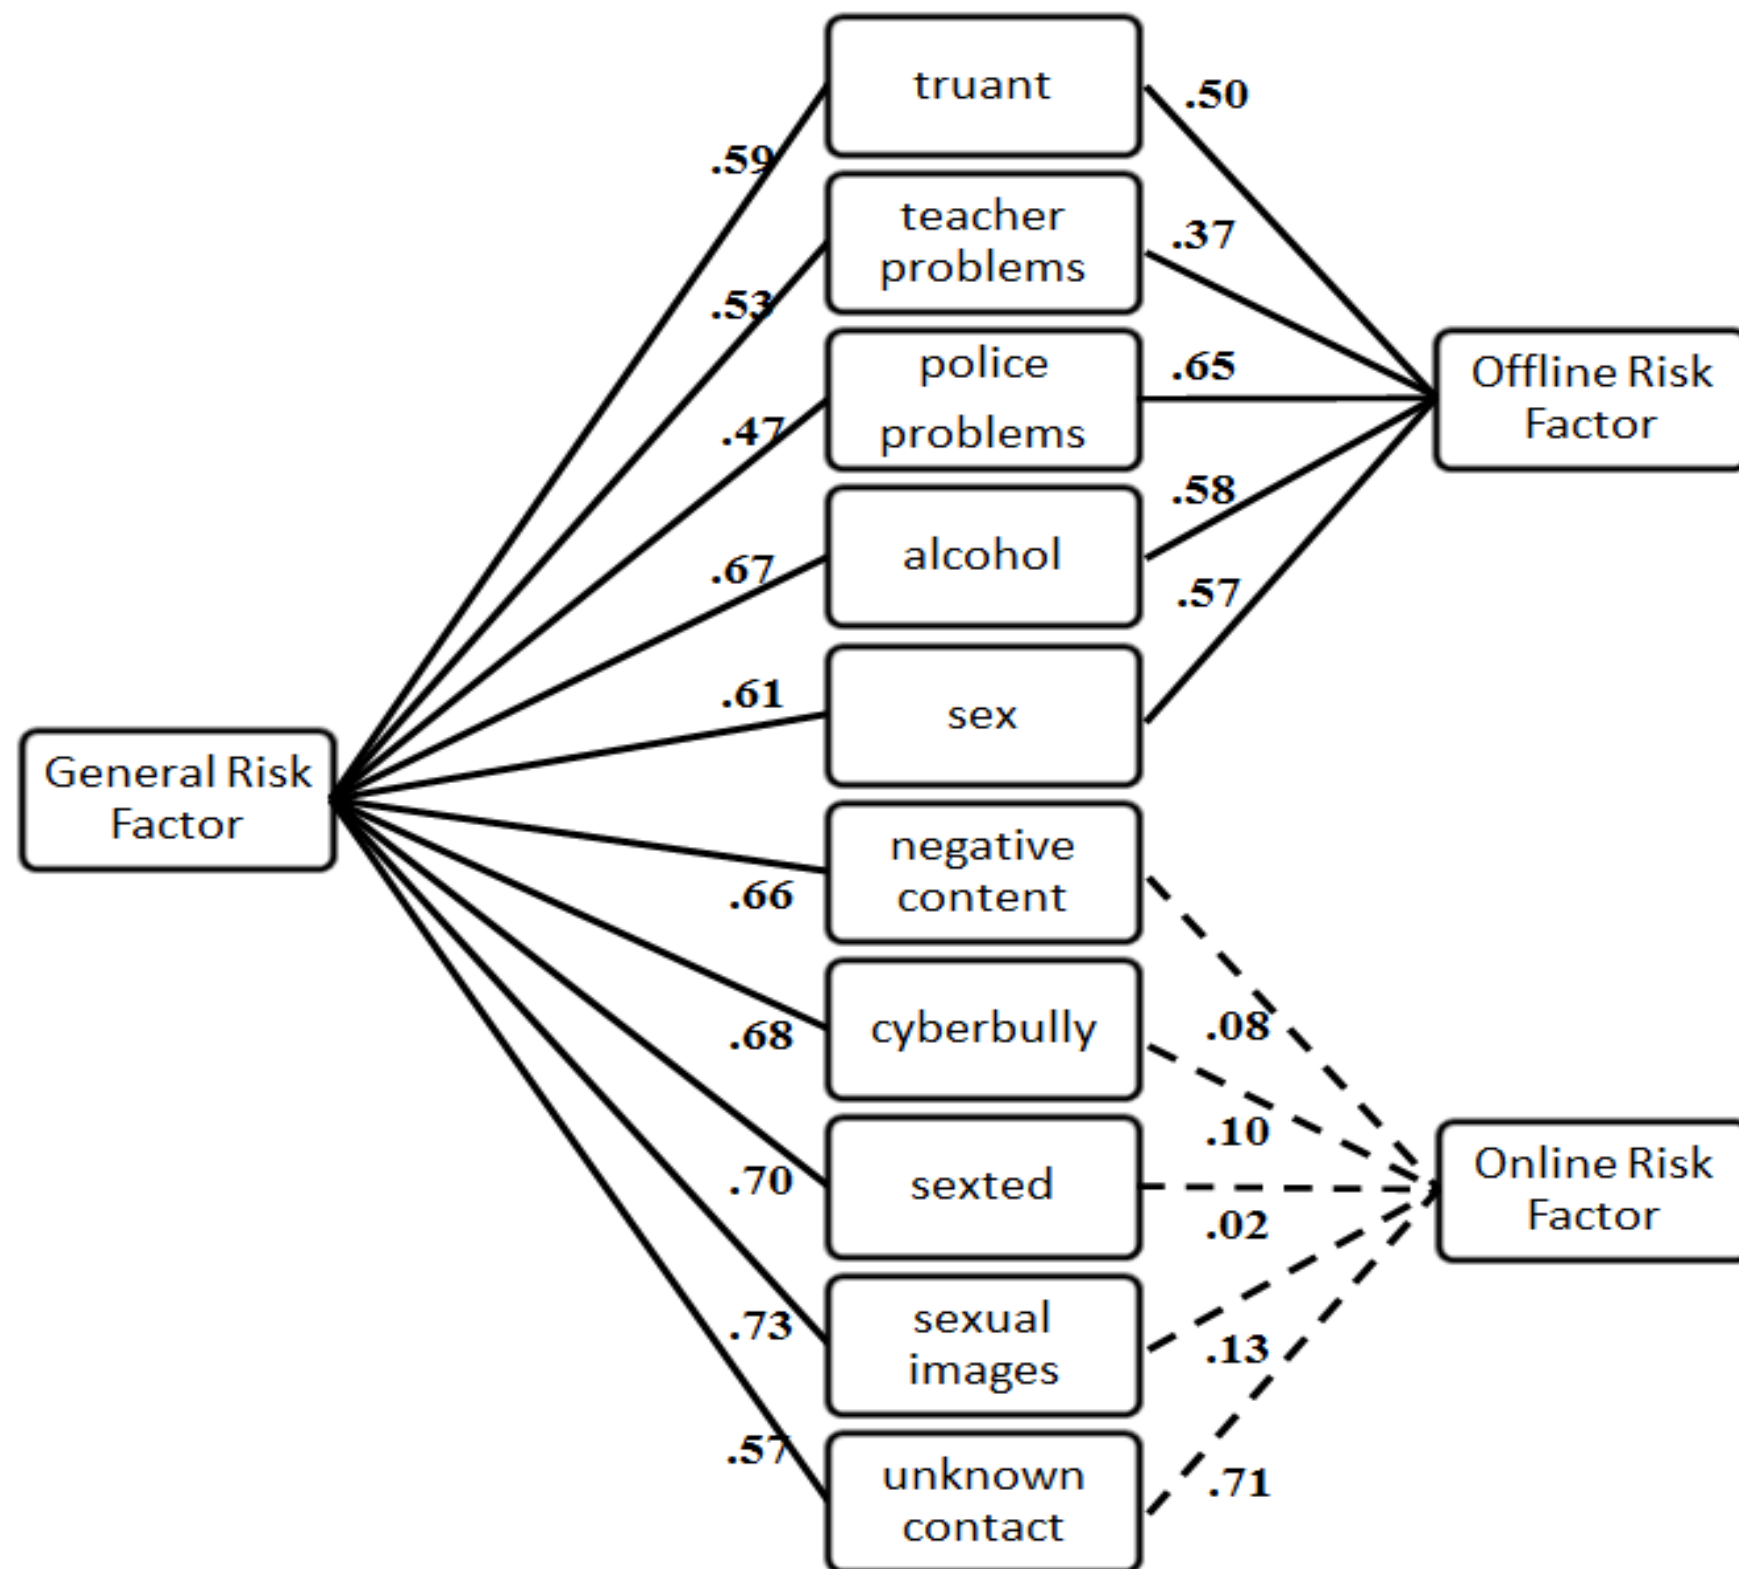 truant
.50
.59
teacher
problems
.37
.53
police
problems
.65
.47
Offline Risk
Factor
alcohol
.58
.67
.57
sex
.61
General Risk
Factor
negative
content
.66
.08
cyberbully
.68
.10
sexted
.70
.02
Online Risk
Factor
sexual
images
.73
.13
unknown
contact
.57
.71